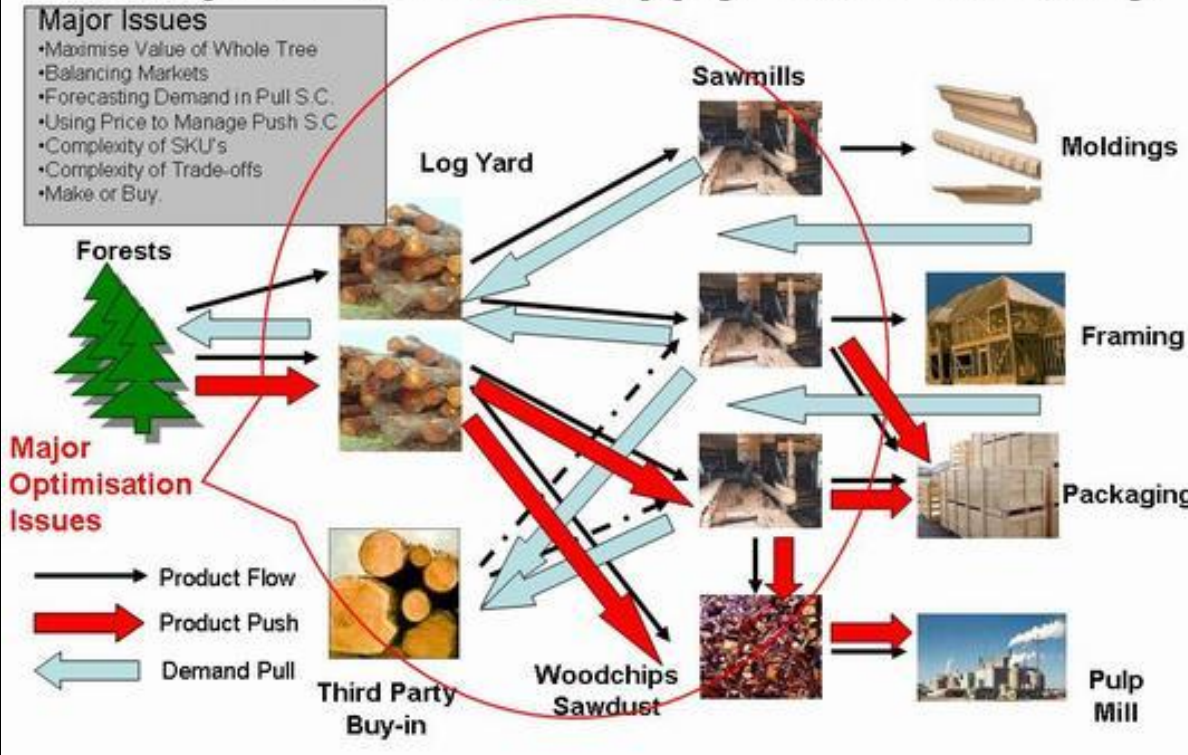 Major Issues
•Maximise Value of Whole Tree
•Balancing Markets
•Forecasting Demand in Pull S.C.
•Using Price to Manage Push S.C
•Complexity of SKU's
•Complexity of Trade-offs
•Make or Buy.
Sawmills
Log Yard
Moldings
Forests
Framing
Major
Optimisation
Issues
Packaging
Product Flow
Product Push
Demand Pull
Third Party
Buy-in
Woodchips
Sawdust
Pulp
Mill